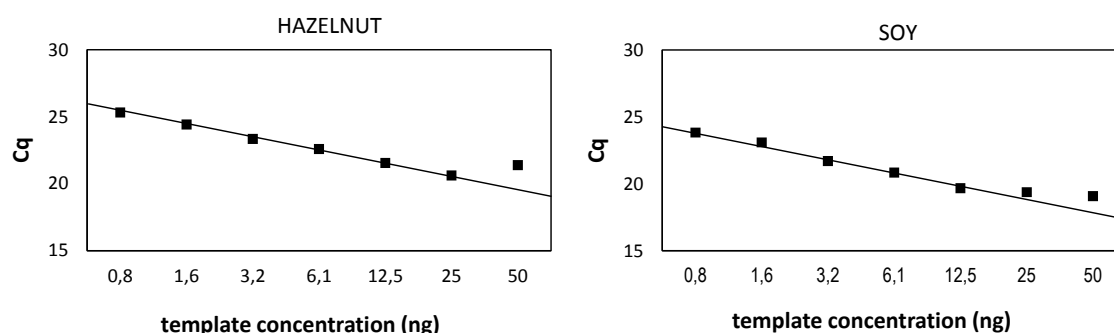 HAZELNUT
30
25
20
15
Cq
0,8 1,6 3,2 6,1 12,5 25 50
template concentration (ng)
SOY
30
25
20
15
Cq
0,8 1,6 3,2 6,1 12,5 25 50
template concentration (ng)